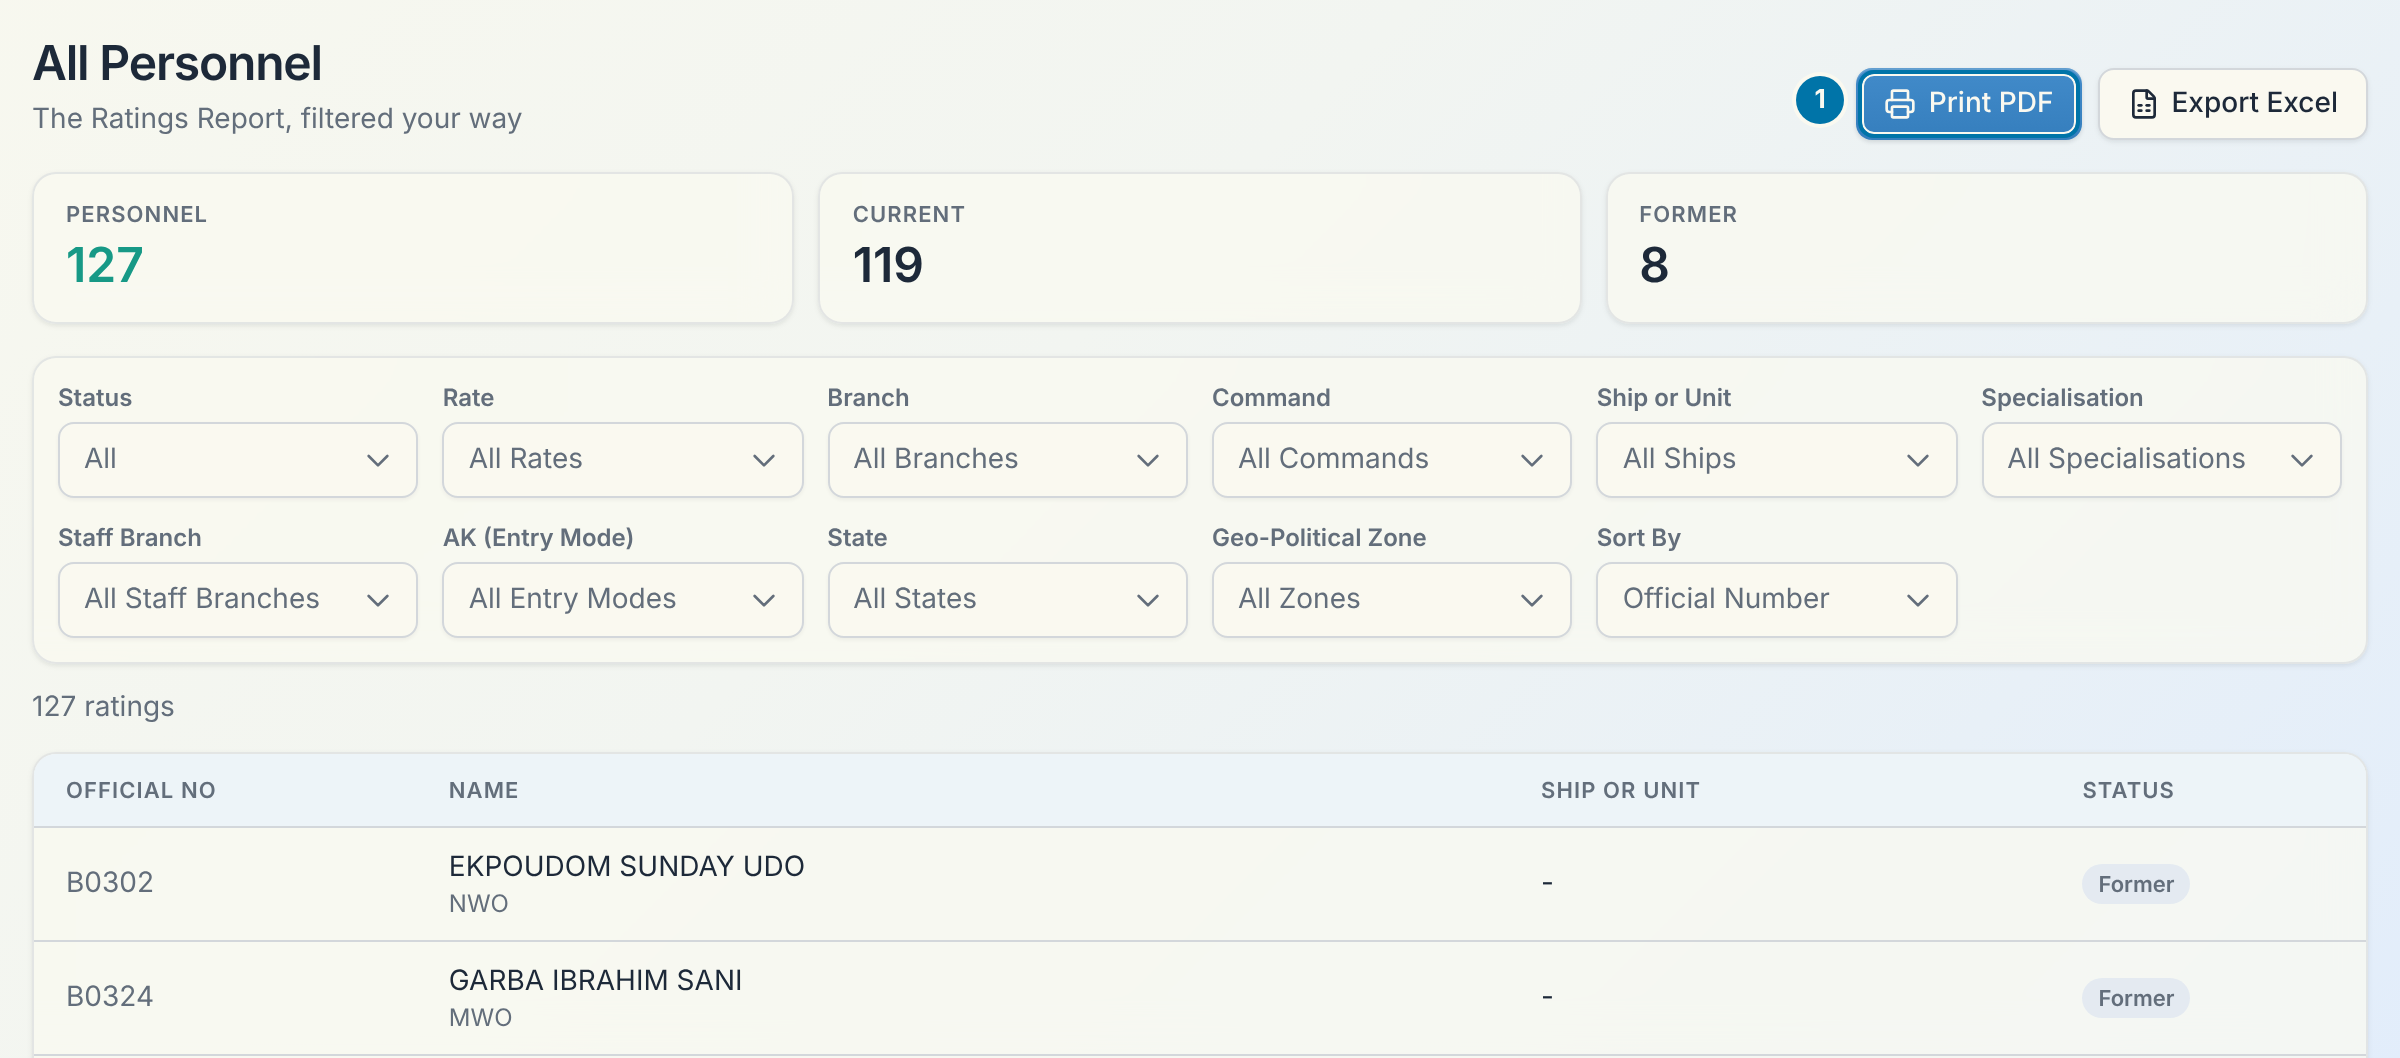 All Personnel
The Ratings Report, filtered your way
1
Print PDF
Export Excel
PERSONNEL
127
CURRENT
119
FORMER
8
Status
Rate
Branch
Command
Ship or Unit
Specialisation
All
All Rates
All Branches
All Commands
All Ships
All Specialisations
Staff Branch
AK (Entry Mode)
State
Geo-Political Zone
Sort By
All Staff Branches
All Entry Modes
All States
All Zones
Official Number
127 ratings
OFFICIAL NO
NAME
SHIP OR UNIT
STATUS
B0302
EKPOUDOM SUNDAY UDO
NWO
-
Former
B0324
GARBA IBRAHIM SANI
MWO
-
Former